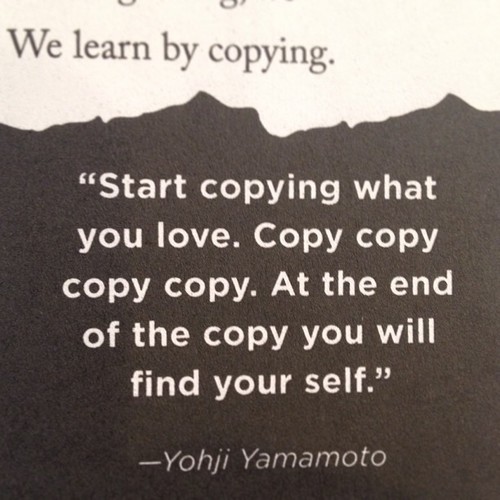 We learn by copying.
“Start copying what
you love. Copy copy
copy copy. At the end
of the copy you will
find your self.”
—Yohji Yamamoto